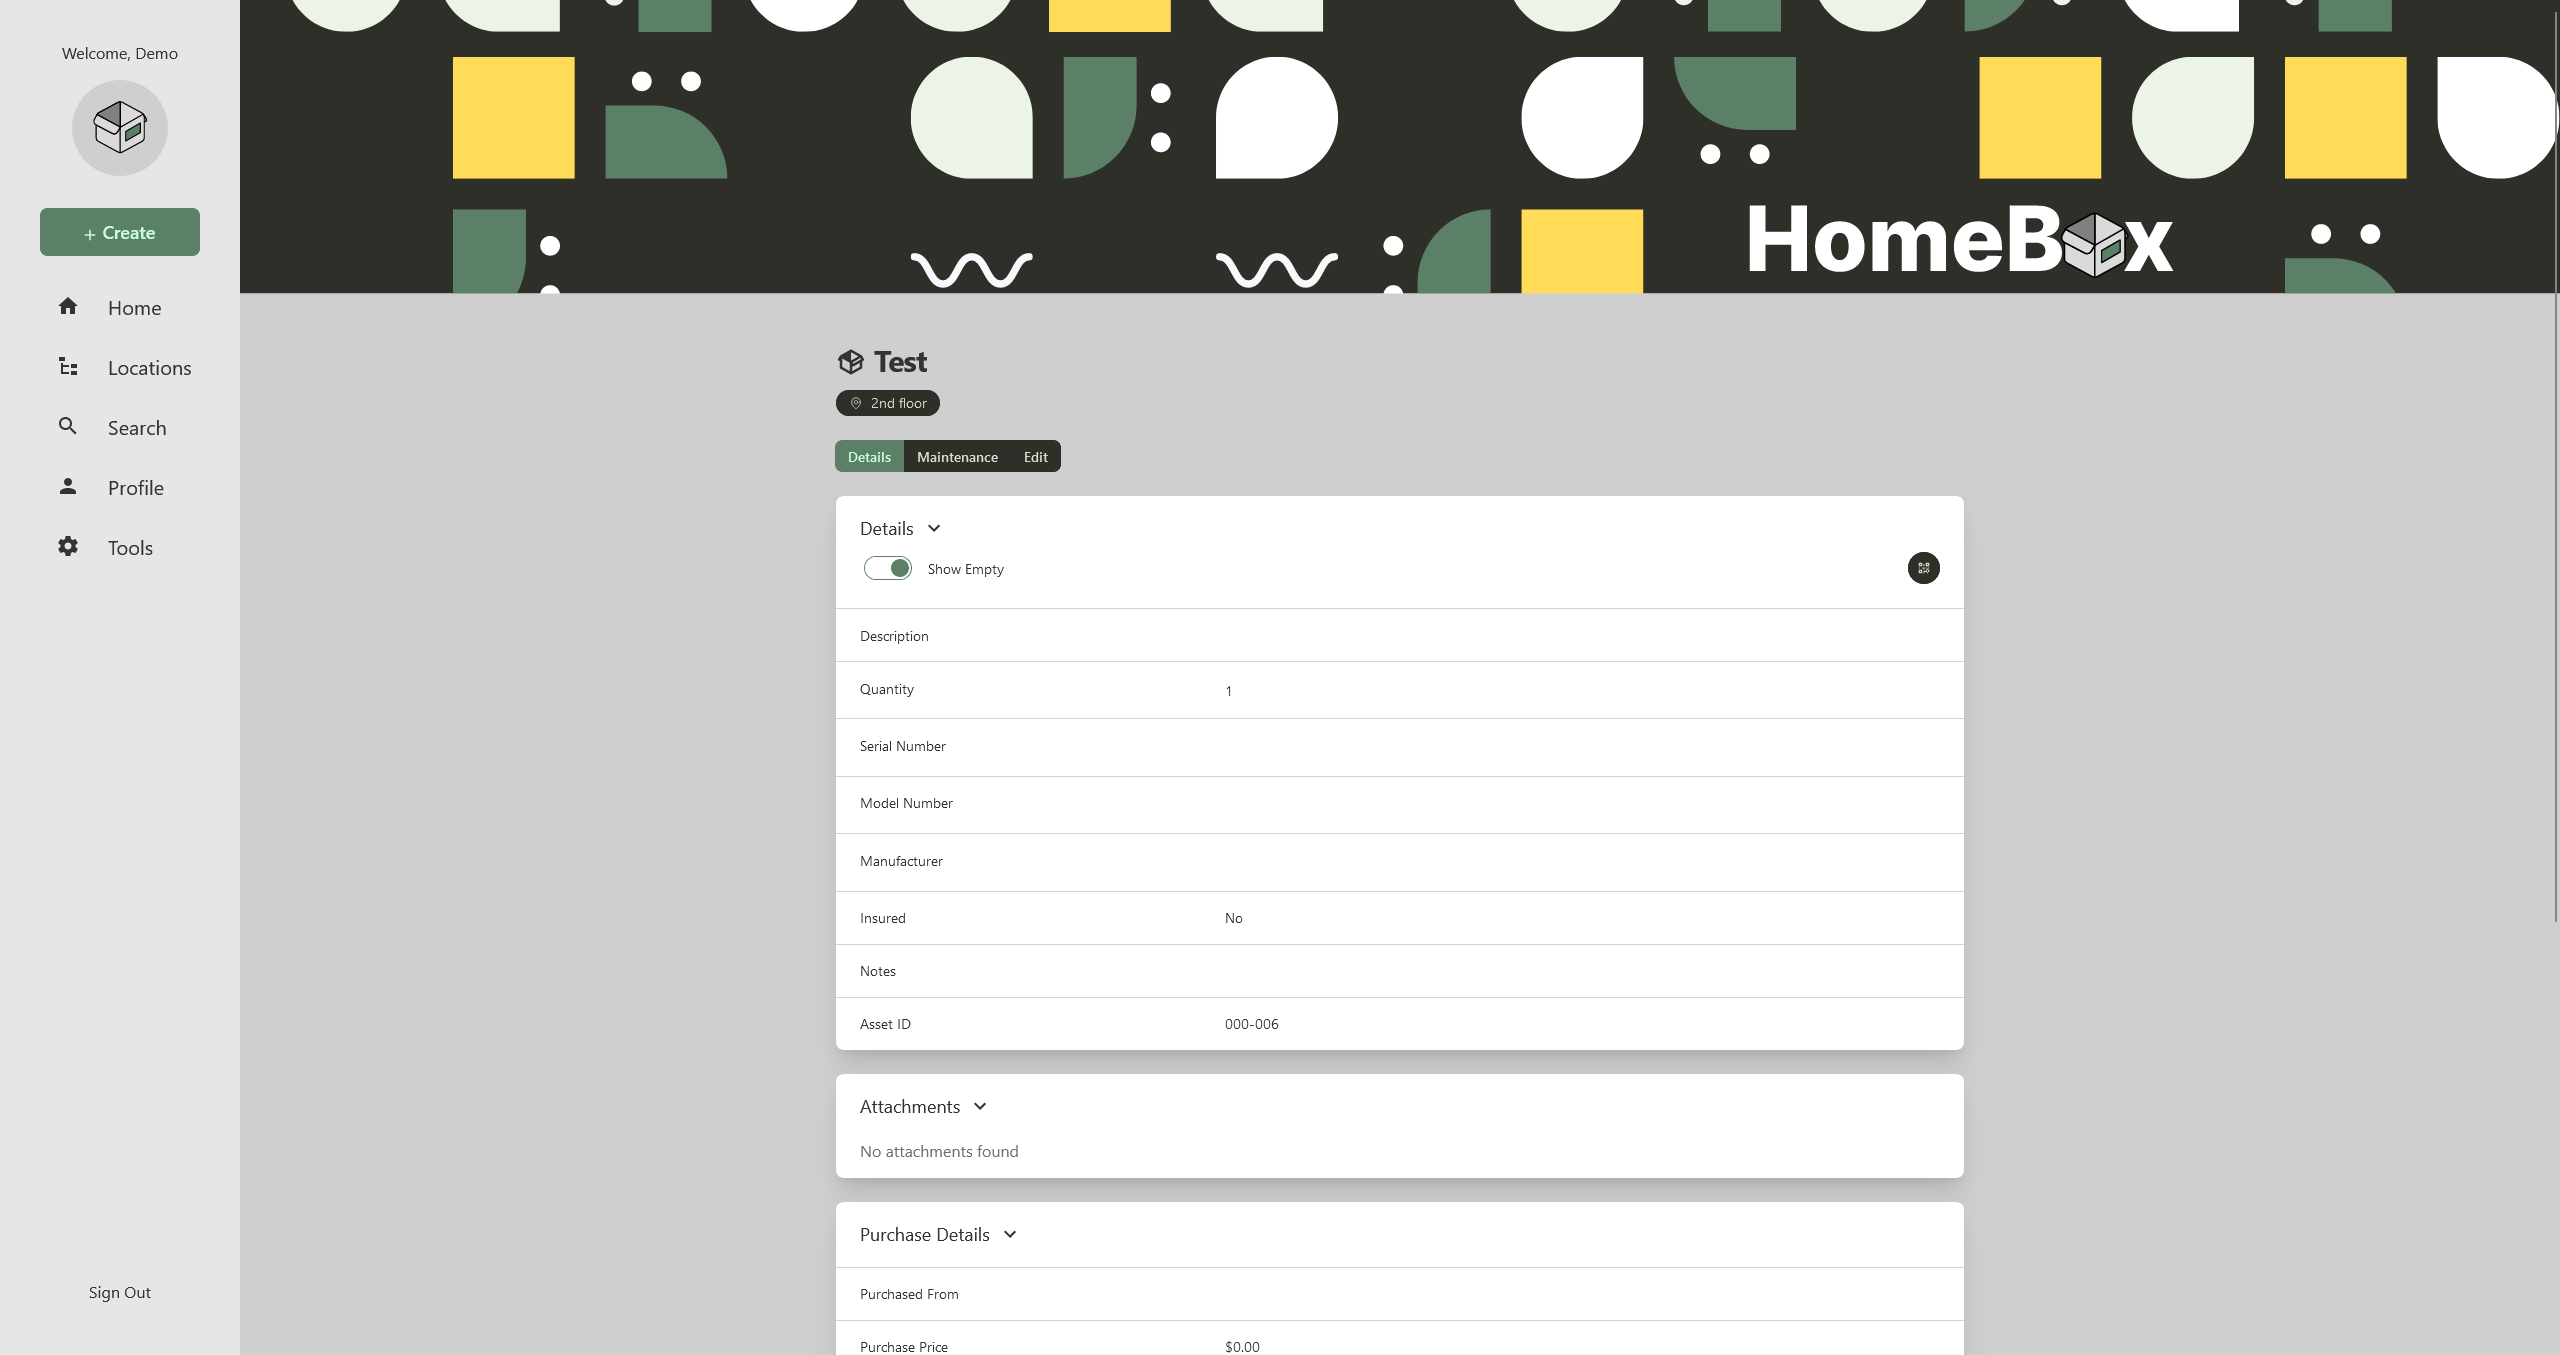 Welcome, Demo
+ Create
Home
Locations
Search
Profile
Tools
Sign Out
HomeBox
Test
2nd floor
Details Maintenance Edit
Details
Show Empty
Description
Quantity 1
Serial Number
Model Number
Manufacturer
Insured No
Notes
Asset ID 000-006
Attachments
No attachments found
Purchase Details
Purchased From
Purchase Price $0.00